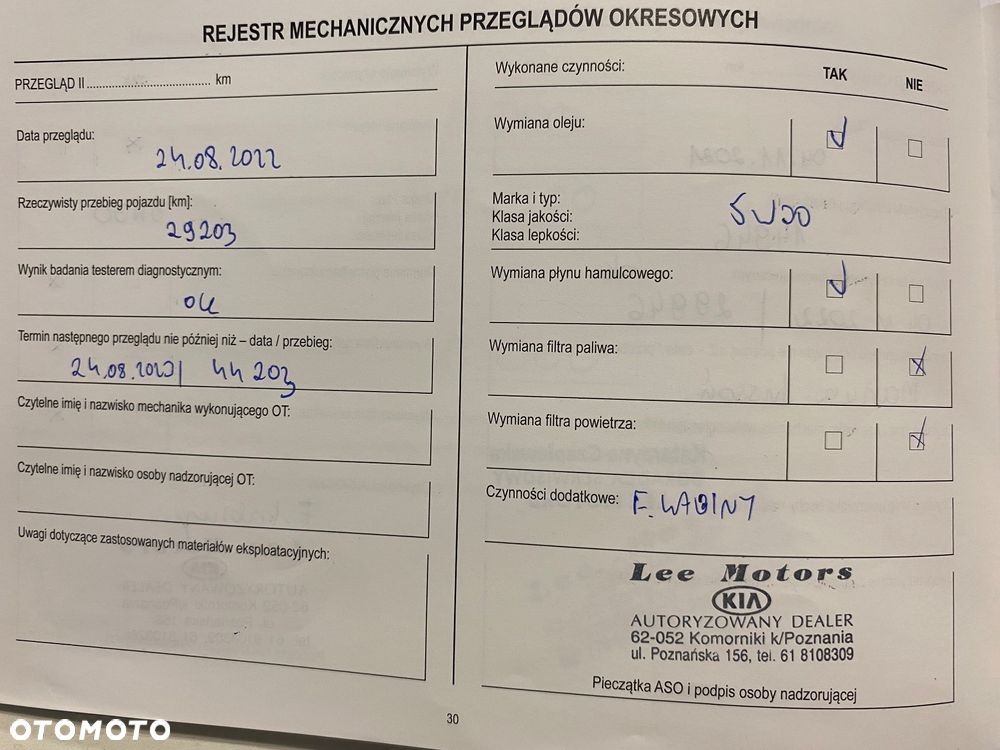 REJESTR MECHANICZNYCH PRZEGLĄDÓW OKRESOWYCH
PRZEGLĄD II ........................................ km
Data przeglądu:
24.08.2022
Rzeczywisty przebieg pojazdu [km]:
29203
Wynik badania testerem diagnostycznym:
OK
Termin następnego przeglądu nie później niż – data / przebieg:
24.08.2023 | 44203
Czytelne imię i nazwisko mechanika wykonującego OT:
Czytelne imię i nazwisko osoby nadzorującej OT:
Uwagi dotyczące zastosowanych materiałów eksploatacyjnych:
Wykonane czynności: TAK NIE
Wymiana oleju:
Marka i typ:
Klasa jakości:
Klasa lepkości:
5W30
Wymiana płynu hamulcowego:
Wymiana filtra paliwa:
Wymiana filtra powietrza:
Czynności dodatkowe: F. KABINY
Lee Motors
KIA
AUTORYZOWANY DEALER
62-052 Komorniki k/Poznania
ul. Poznańska 156, tel. 61 8108309
Pieczątka ASO i podpis osoby nadzorującej
30
OTOMOTO